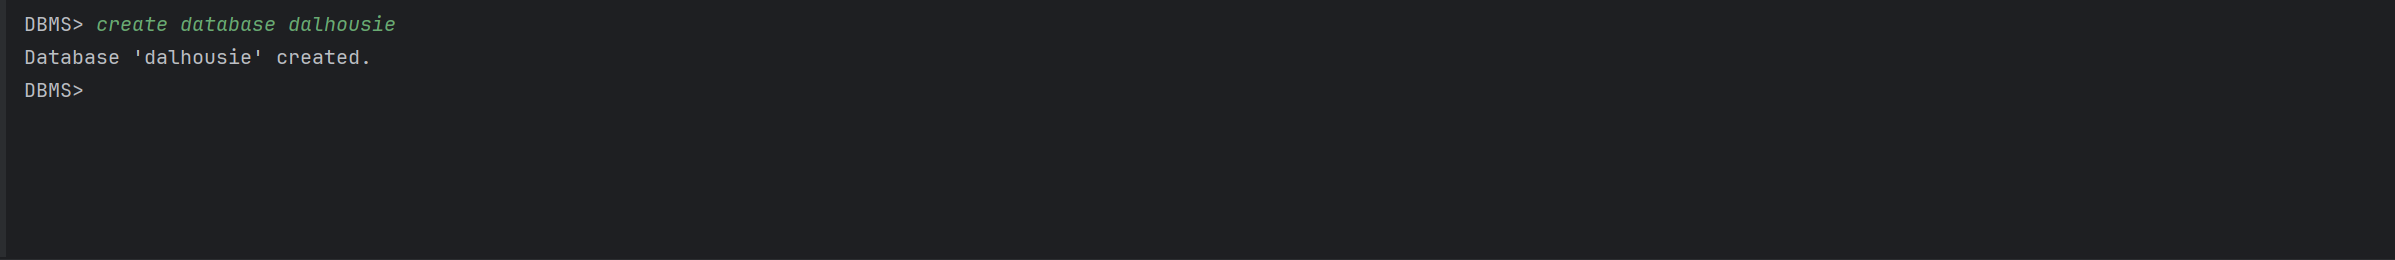 DBMS> create database dalhousie
Database 'dalhousie' created.
DBMS>